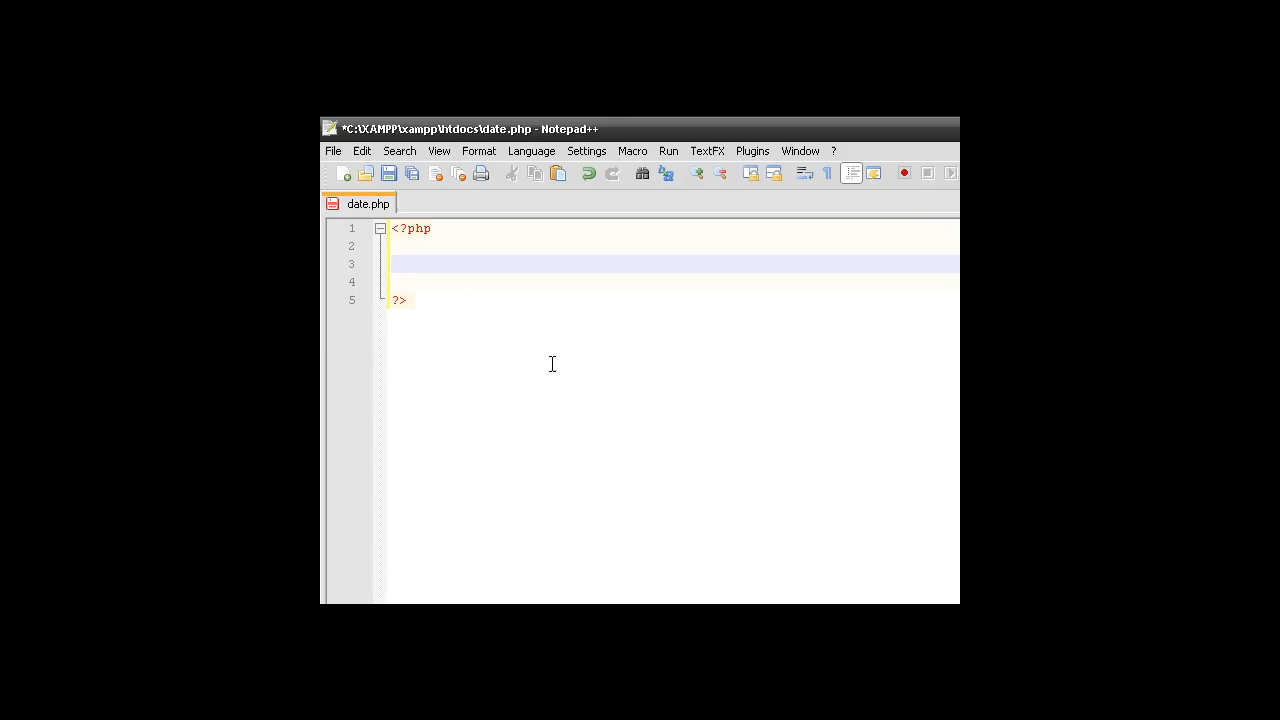 *C:\XAMPP\xampp\htdocs\date.php - Notepad++
File Edit Search View Format Language Settings Macro Run TextFX Plugins Window ?
date.php
1 <?php
2
3
4
5 ?>